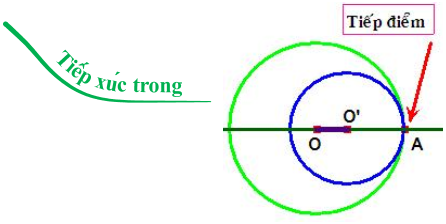 Tiếp điểm
Tiếp xúc trong
O'
O
A